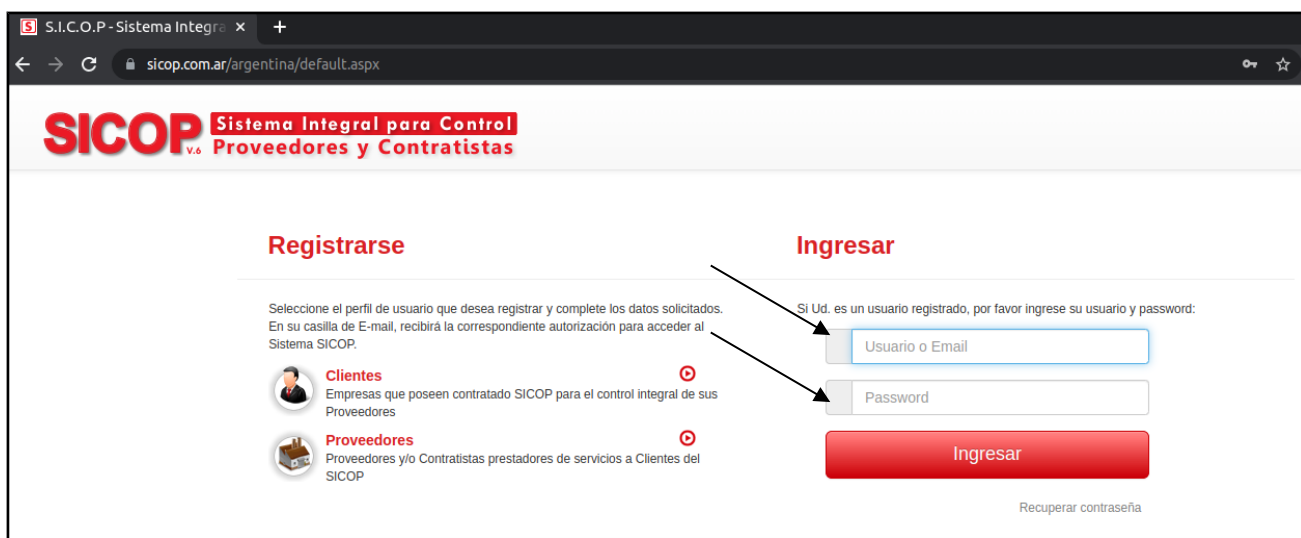 S.I.C.O.P - Sistema Integra
sicop.com.ar/argentina/default.aspx
SICOP V.6 Sistema Integral para Control
Proveedores y Contratistas
Registrarse
Seleccione el perfil de usuario que desea registrar y complete los datos solicitados.
En su casilla de E-mail, recibirá la correspondiente autorización para acceder al
Sistema SICOP.
Clientes
Empresas que poseen contratado SICOP para el control integral de sus
Proveedores
Proveedores
Proveedores y/o Contratistas prestadores de servicios a Clientes del
SICOP
Ingresar
Si Ud. es un usuario registrado, por favor ingrese su usuario y password:
Usuario o Email
Password
Ingresar
Recuperar contraseña